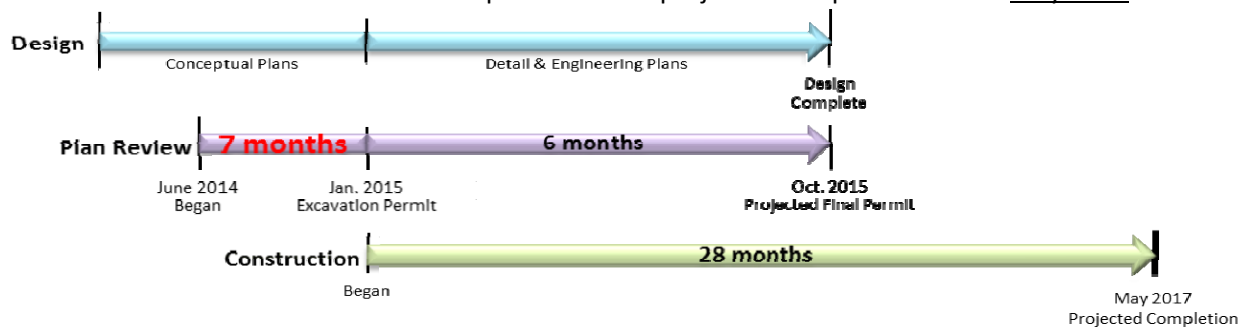 Design
Conceptual Plans
Detail & Engineering Plans
Design
Complete
Plan Review
7 months
6 months
June 2014
Began
Jan. 2015
Excavation Permit
Oct. 2015
Projected Final Permit
Construction
28 months
Began
May 2017
Projected Completion